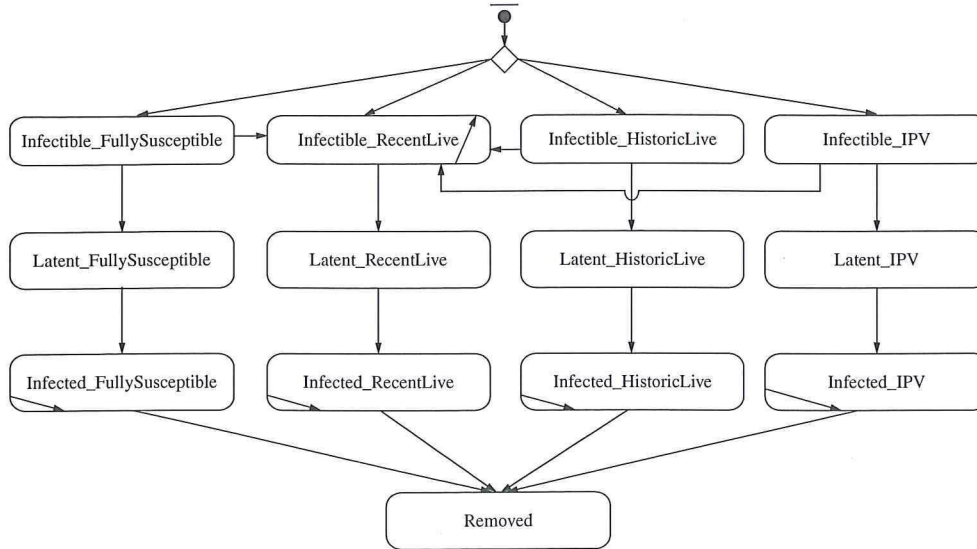 Infectible_FullySusceptible
Infectible_RecentLive
Infectible_HistoricLive
Infectible_IPV
Latent_FullySusceptible
Latent_RecentLive
Latent_HistoricLive
Latent_IPV
Infected_FullySusceptible
Infected_RecentLive
Infected_HistoricLive
Infected_IPV
Removed